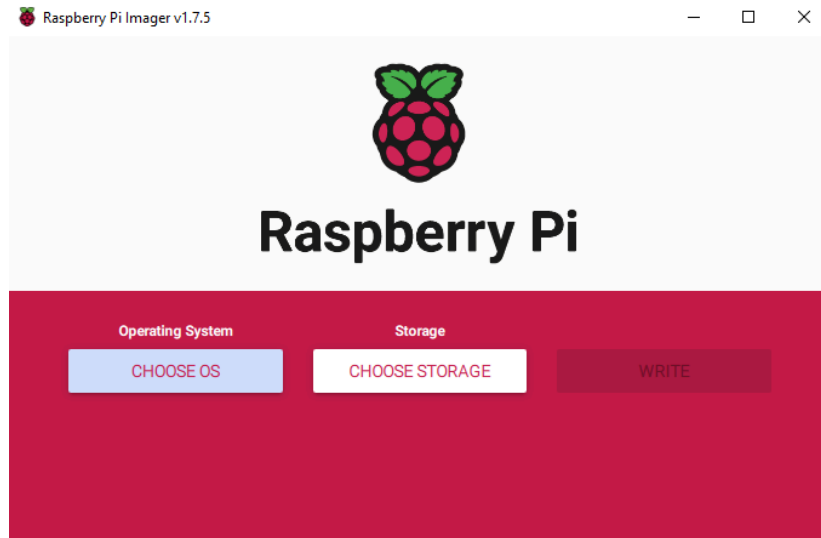 Raspberry Pi Imager v1.7.5
Raspberry Pi
Operating System
Storage
CHOOSE OS
CHOOSE STORAGE
WRITE